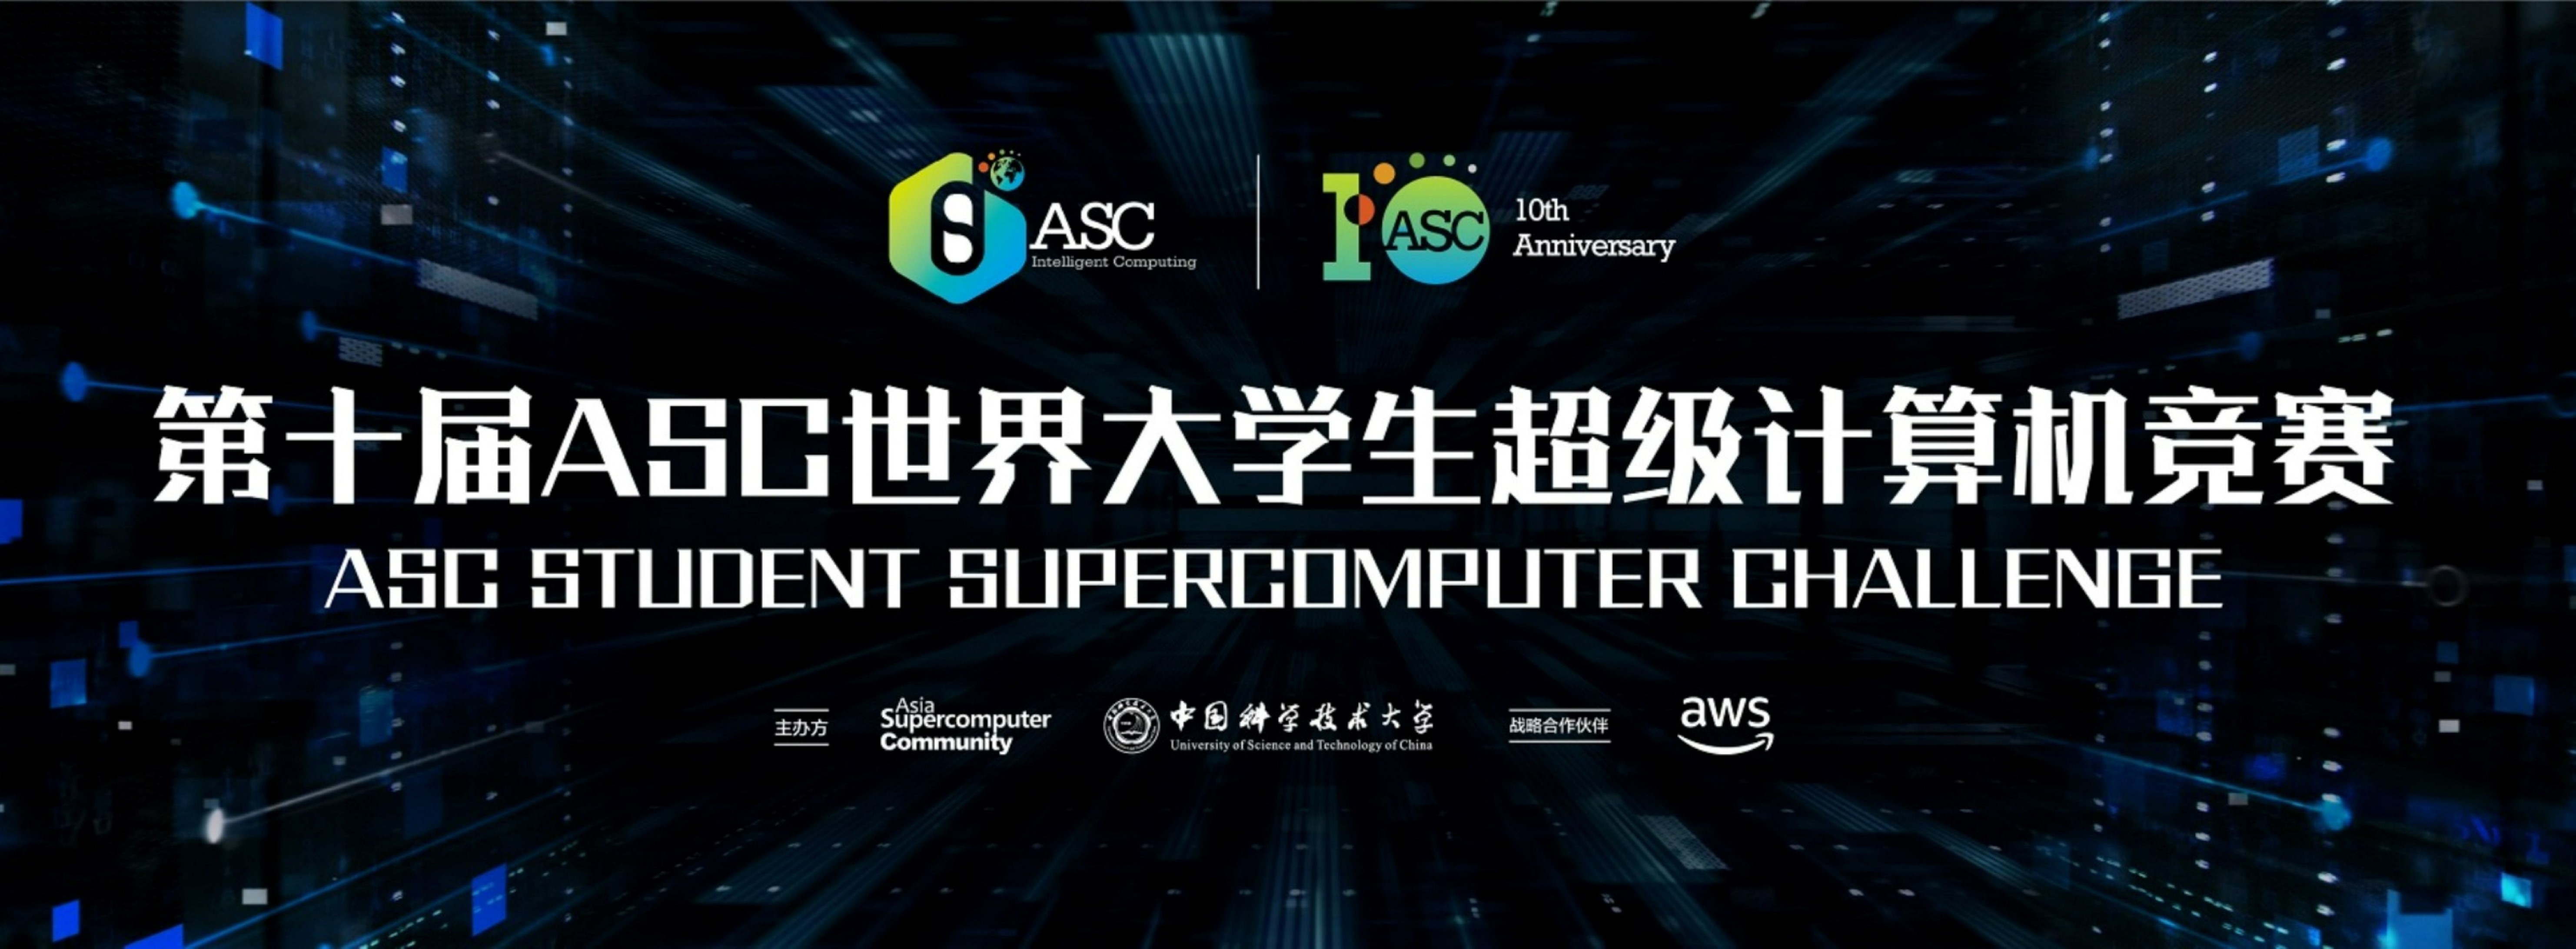 ASC
Intelligent Computing
ASC
10th
Anniversary
第十届ASC世界大学生超级计算机竞赛
ASC STUDENT SUPERCOMPUTER CHALLENGE
主办方
Asia
Supercomputer
Community
中国科学技术大学
University of Science and Technology of China
战略合作伙伴
aws